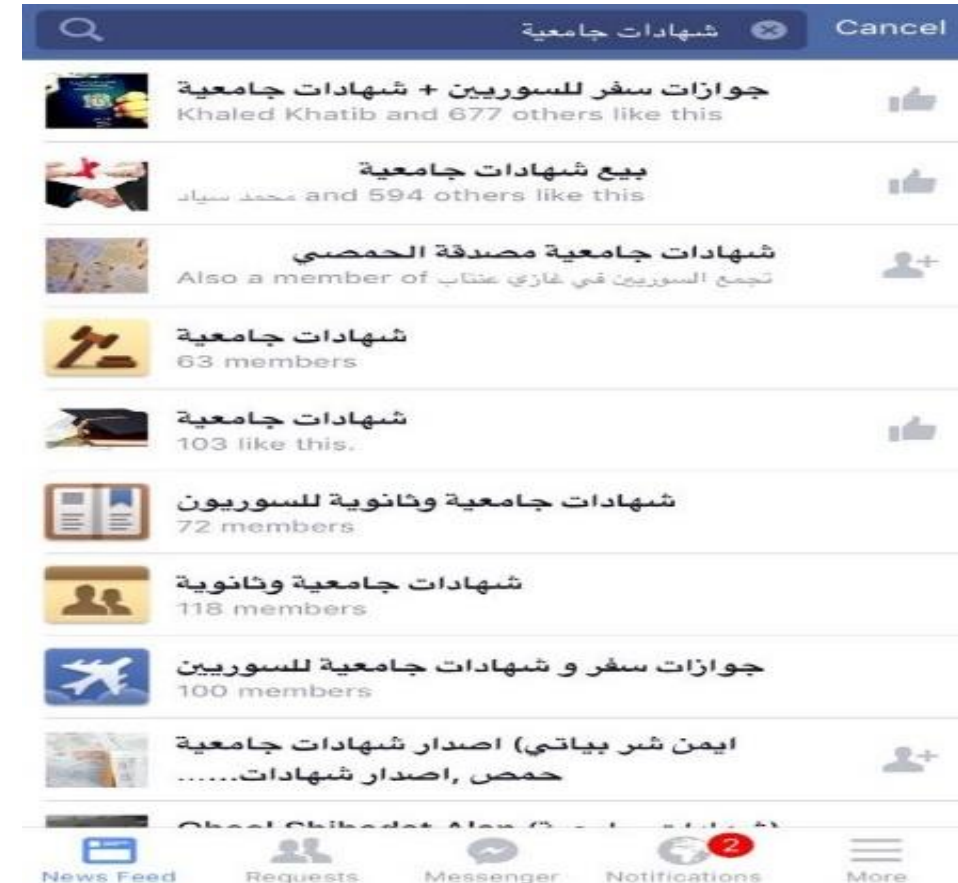 شهادات جامعية
Cancel
جوازات سفر للسوريين + شهادات جامعية
Khaled Khatib and 677 others like this
بيع شهادات جامعية
محمد سياد and 594 others like this
شهادات جامعية مصدقة الحمصي
Also a member of تجمع السوريين في غازي عنتاب
شهادات جامعية
63 members
شهادات جامعية
103 like this.
شهادات جامعية وثانوية للسوريون
72 members
شهادات جامعية وثانوية
118 members
جوازات سفر و شهادات جامعية للسوريين
100 members
ايمن شر بياتي) اصدار شهادات جامعية
حمص ,اصدار شهادات......
2
News Feed
Requests
Messenger
Notifications
More